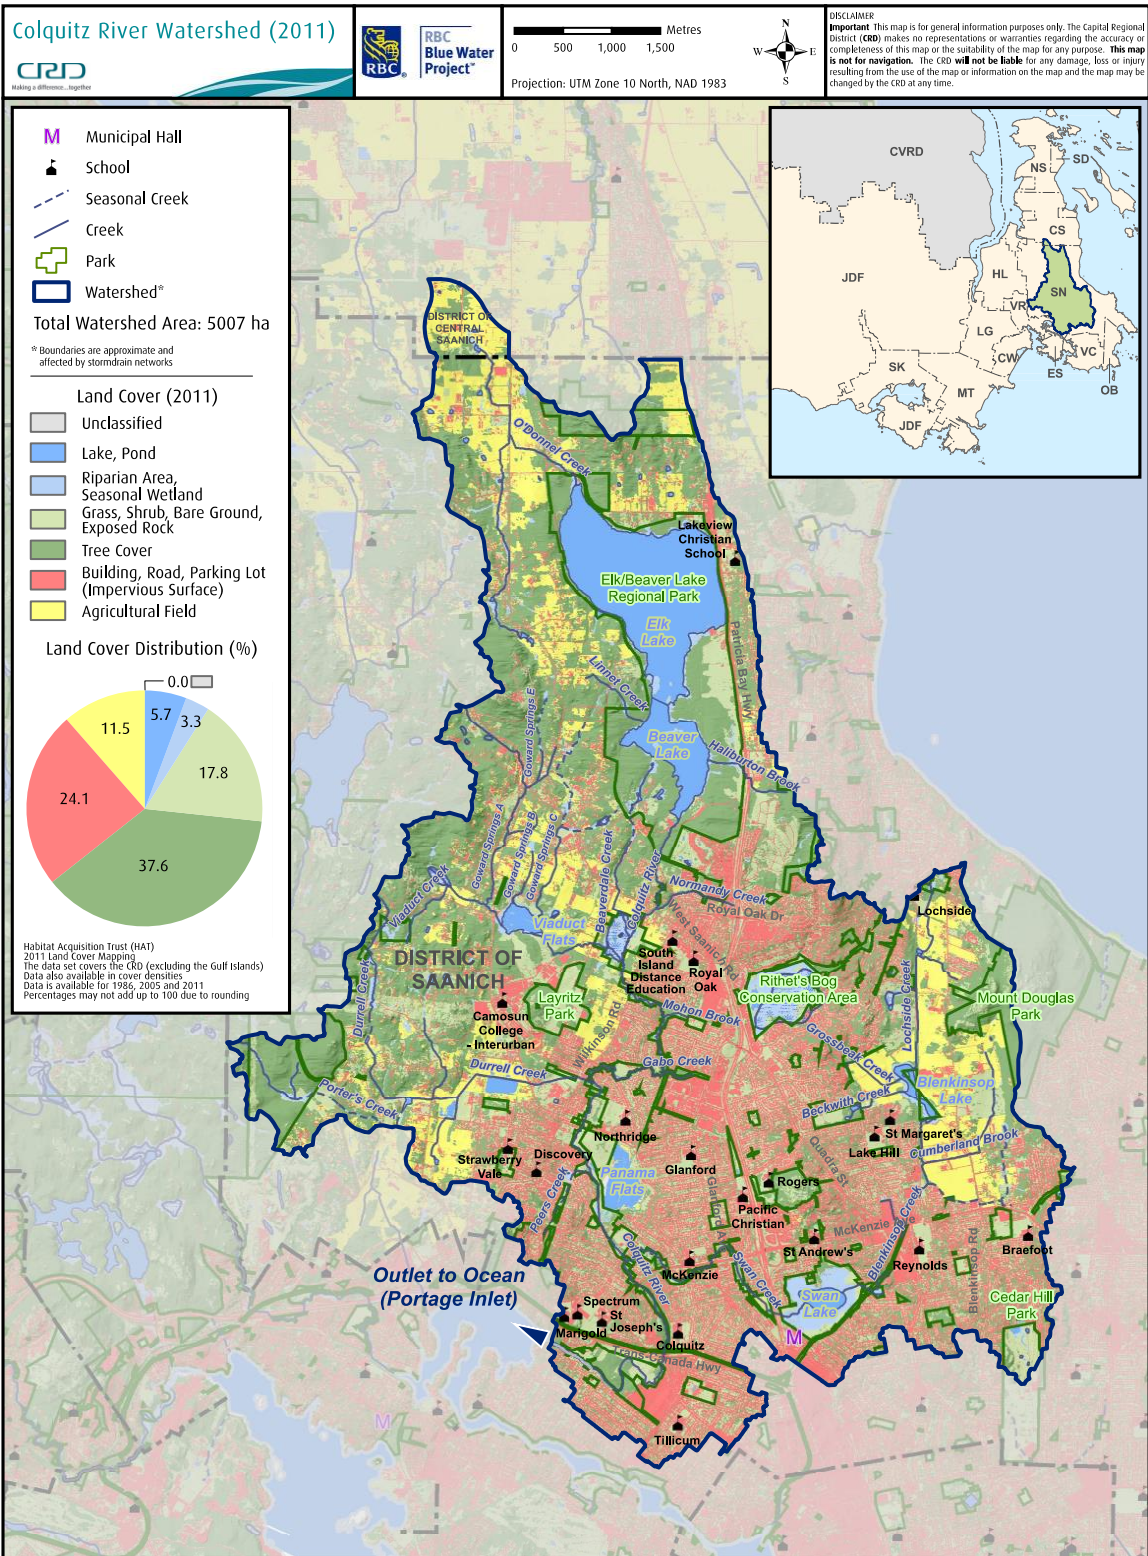 Colquitz River Watershed (2011)
CRD
Making a difference...together
RBC
RBC
Blue Water
Project™
Metres
0 500 1,000 1,500
Projection: UTM Zone 10 North, NAD 1983
N
W E
S
DISCLAIMER
Important This map is for general information purposes only. The Capital Regional
District (CRD) makes no representations or warranties regarding the accuracy or
completeness of this map or the suitability of the map for any purpose. This map
is not for navigation. The CRD will not be liable for any damage, loss or injury
resulting from the use of the map or information on the map and the map may be
changed by the CRD at any time.
M Municipal Hall
School
Seasonal Creek
Creek
Park
Watershed*
Total Watershed Area: 5007 ha
* Boundaries are approximate and
affected by stormdrain networks
Land Cover (2011)
Unclassified
Lake, Pond
Riparian Area,
Seasonal Wetland
Grass, Shrub, Bare Ground,
Exposed Rock
Tree Cover
Building, Road, Parking Lot
(Impervious Surface)
Agricultural Field
Land Cover Distribution (%)
0.0
5.7
3.3
11.5
17.8
24.1
37.6
Habitat Acquisition Trust (HAT)
2011 Land Cover Mapping
The data set covers the CRD (excluding the Gulf Islands)
Data also available in cover densities
Data is available for 1986, 2005 and 2011
Percentages may not add up to 100 due to rounding
CVRD
NS
SD
CS
JDF
HL
SN
VR
LG
CW
VC
SK
ES
OB
MT
JDF
DISTRICT OF
CENTRAL
SAANICH
O'Donnel Creek
Lakeview
Christian
School
Elk/Beaver Lake
Regional Park
Elk
Lake
Patricia Bay Hwy
Linnet Creek
Goward Springs E
Beaver
Lake
Haliburton Brook
Goward Springs A
Goward Springs B
Goward Springs C
Beaverdale Creek
Colquitz River
Viaduct Creek
Normandy Creek
Royal Oak Dr
West Saanich Rd
Lochside
Viaduct
Flats
DISTRICT OF
SAANICH
South
Island
Distance
Education
Royal
Oak
Rithet's Bog
Conservation Area
Lochside Creek
Mount Douglas
Park
Durrell Creek
Layritz
Park
Camosun
College
- Interurban
Wilkinson Rd
Mohon Brook
Grossbeak Creek
Gabo Creek
Durrell Creek
Blenkinsop
Lake
Porter's Creek
Beckwith Creek
Northridge
St Margaret's
Lake Hill
Cumberland Brook
Quadra St
Strawberry
Vale
Discovery
Panama
Flats
Glanford
Rogers
Glanford Av
Pacific
Christian
Peers Creek
McKenzie Ave
Blenkinsop Creek
Blenkinsop Rd
Braefoot
St Andrew's
Reynolds
Colquitz River
McKenzie
Swan Creek
Swan
Lake
Cedar Hill
Park
Outlet to Ocean
(Portage Inlet)
Spectrum
St
Joseph's
Marigold
Colquitz
M
Trans-Canada Hwy
M
Tillicum